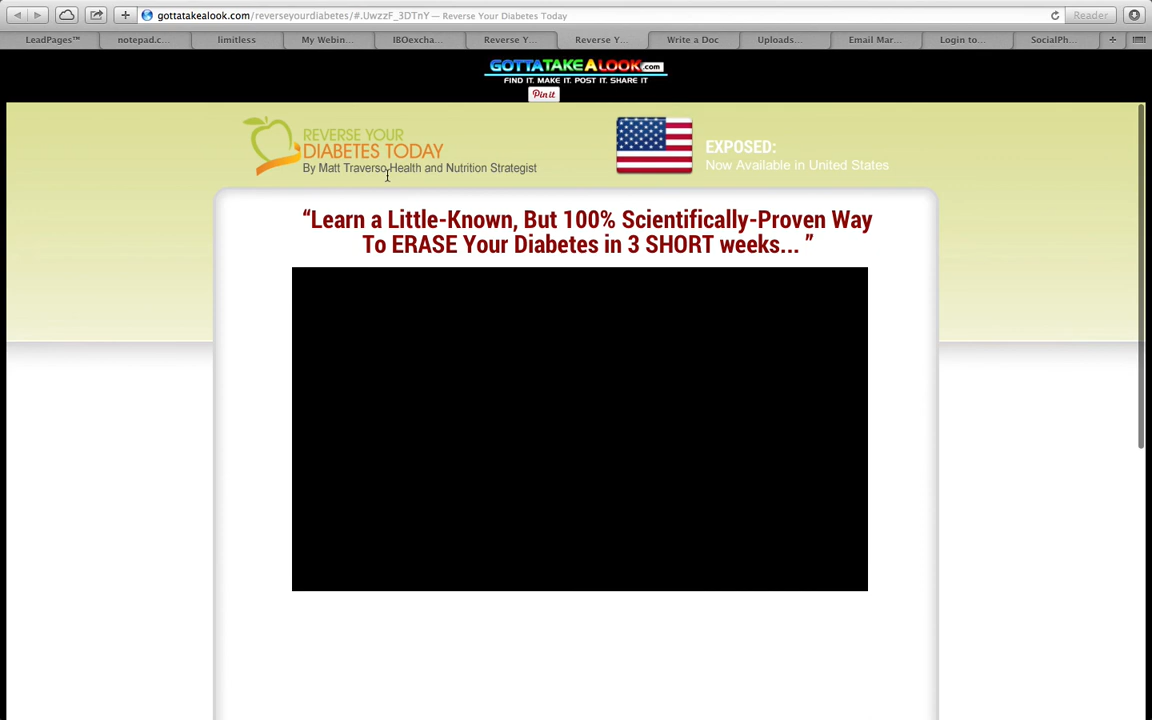 gottatakealook.com/reverseyourdiabetes/#.UwzzF_3DTnY — Reverse Your Diabetes Today
Reader
LeadPages™ notepad.c... limitless My Webin... IBOexcha... Reverse Y... Reverse Y... Write a Doc Uploads... Email Mar... Login to... SocialPh...
GOTTATAKEALOOK.com
FIND IT. MAKE IT. POST IT. SHARE IT
Pin it
REVERSE YOUR
DIABETES TODAY
By Matt Traverso Health and Nutrition Strategist
EXPOSED:
Now Available in United States
“Learn a Little-Known, But 100% Scientifically-Proven Way
To ERASE Your Diabetes in 3 SHORT weeks... ”